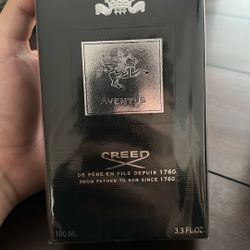 AVENTUS
CREED
DE PÈRE EN FILS DEPUIS 1760
FROM FATHER TO SON SINCE 1760
100 ML
3.3 FL.OZ.